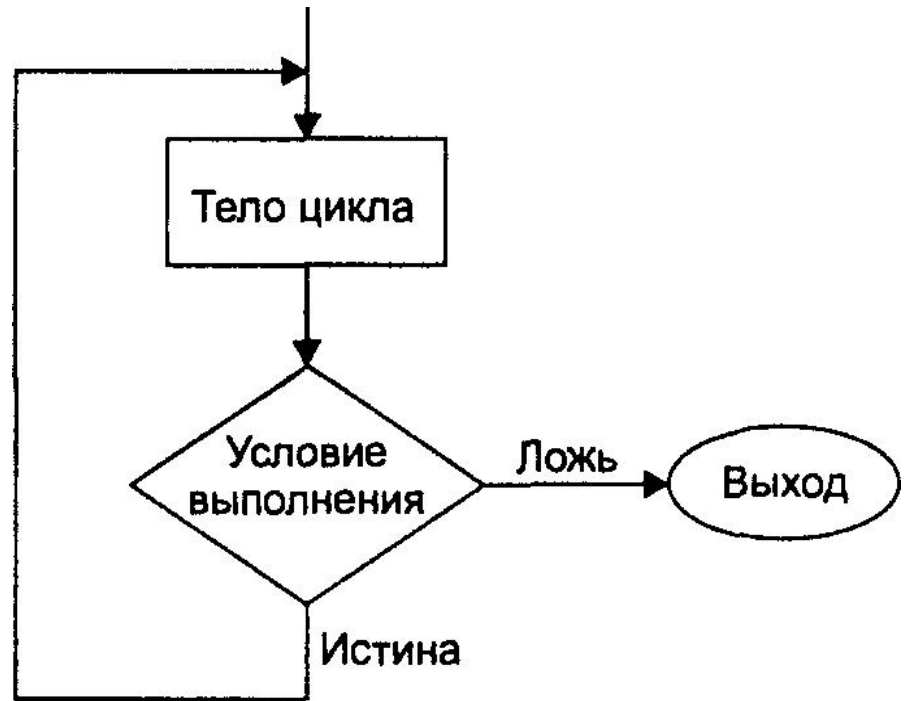 Тело цикла
Условие
выполнения
Ложь
Выход
Истина